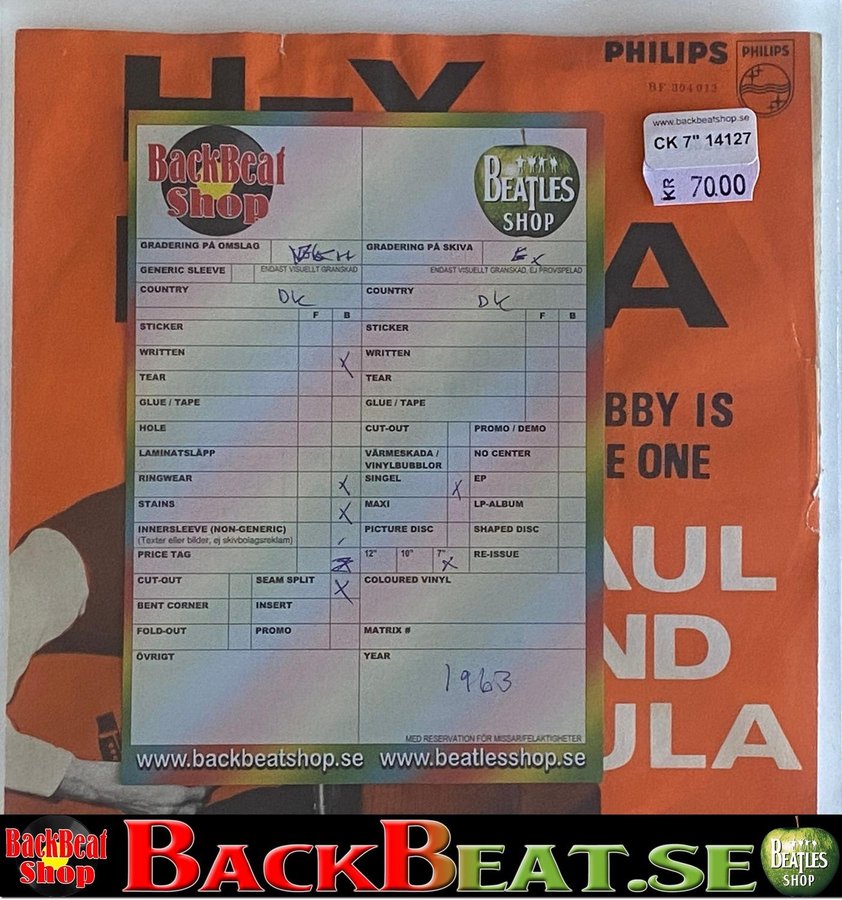 PHILIPS
PHILIPS
BF 304013
H
Y
A
BBY IS
E ONE
AUL
ND
ULA
www.backbeatshop.se
CK 7" 14127
KR 70.00
BackBeat Shop
BEATLES SHOP
GRADERING PÅ OMSLAG
ENDAST VISUELLT GRANSKAD
GRADERING PÅ SKIVA Ex
ENDAST VISUELLT GRANSKAD, EJ PROVSPELAD
GENERIC SLEEVE
COUNTRY DK
COUNTRY DK
F B
F B
STICKER
STICKER
WRITTEN X
WRITTEN
TEAR
TEAR
GLUE / TAPE
GLUE / TAPE
HOLE
CUT-OUT
PROMO / DEMO
LAMINATSLÄPP
VÄRMESKADA / VINYLBUBBLOR
NO CENTER
RINGWEAR X
SINGEL X
EP
STAINS X
MAXI
LP-ALBUM
INNERSLEEVE (NON-GENERIC)
(Texter eller bilder, ej skivbolagsreklam)
PICTURE DISC
SHAPED DISC
PRICE TAG
12" 10" 7" X
RE-ISSUE
CUT-OUT
SEAM SPLIT X
COLOURED VINYL
BENT CORNER
INSERT
FOLD-OUT
PROMO
MATRIX #
ÖVRIGT
YEAR
1963
MED RESERVATION FÖR MISSAR/FELAKTIGHETER
www.backbeatshop.se www.beatlesshop.se
BackBeat Shop
BACKBEAT.SE
BEATLES SHOP